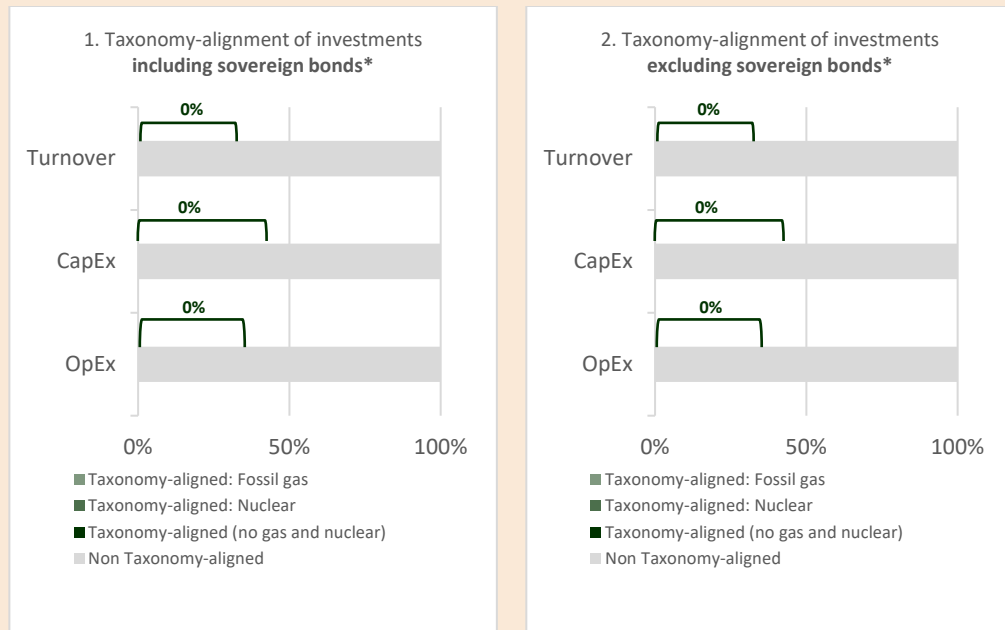 1. Taxonomy-alignment of investments
including sovereign bonds*
0%
Turnover
0%
CapEx
0%
OpEx
0% 50% 100%
Taxonomy-aligned: Fossil gas
Taxonomy-aligned: Nuclear
Taxonomy-aligned (no gas and nuclear)
Non Taxonomy-aligned
2. Taxonomy-alignment of investments
excluding sovereign bonds*
0%
Turnover
0%
CapEx
0%
OpEx
0% 50% 100%
Taxonomy-aligned: Fossil gas
Taxonomy-aligned: Nuclear
Taxonomy-aligned (no gas and nuclear)
Non Taxonomy-aligned